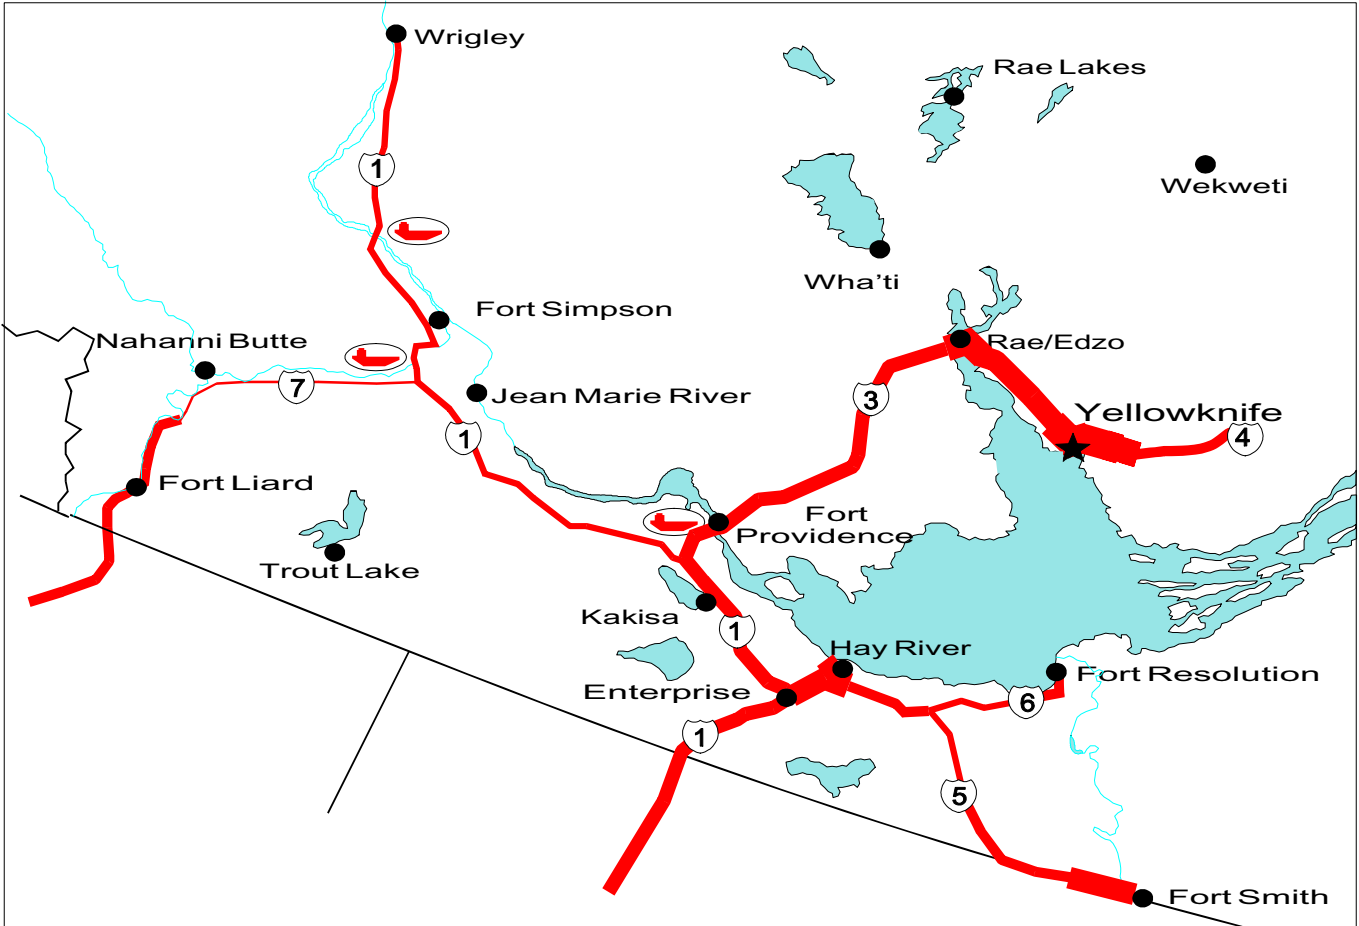 Wrigley
Rae Lakes
1
Wekweti
Wha'ti
Fort Simpson
Nahanni Butte
Rae/Edzo
7
Jean Marie River
3
Yellowknife
1
4
Fort Liard
Fort
Providence
Trout Lake
Kakisa
1
Hay River
Fort Resolution
Enterprise
6
1
5
Fort Smith